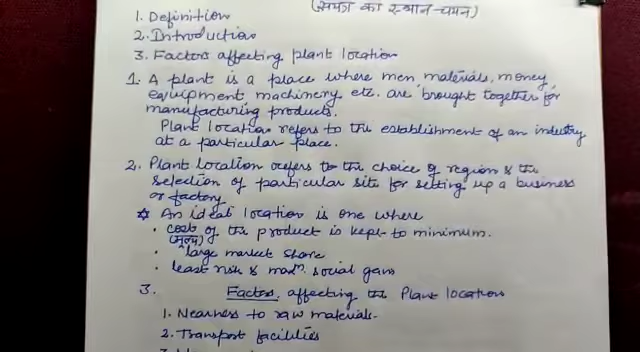 (संयंत्र का स्थान-चयन)
1. Definition
2. Introduction
3. Factors affecting plant location
1. A plant is a place where men materials, money,
equipment machinery etc. are brought together for
manufacturing products.
Plant location refers to the establishment of an industry
at a particular place.
2. Plant location refers to the choice of region & the
selection of particular site for setting up a business
or factory
☆ An ideal location is one where
• cost of the product is kept to minimum.
(मूल्य)
• large market share
• least risk & maxm. social gain
3. Factors affecting the Plant location
1. Nearness to raw materials.
2. Transport facilities